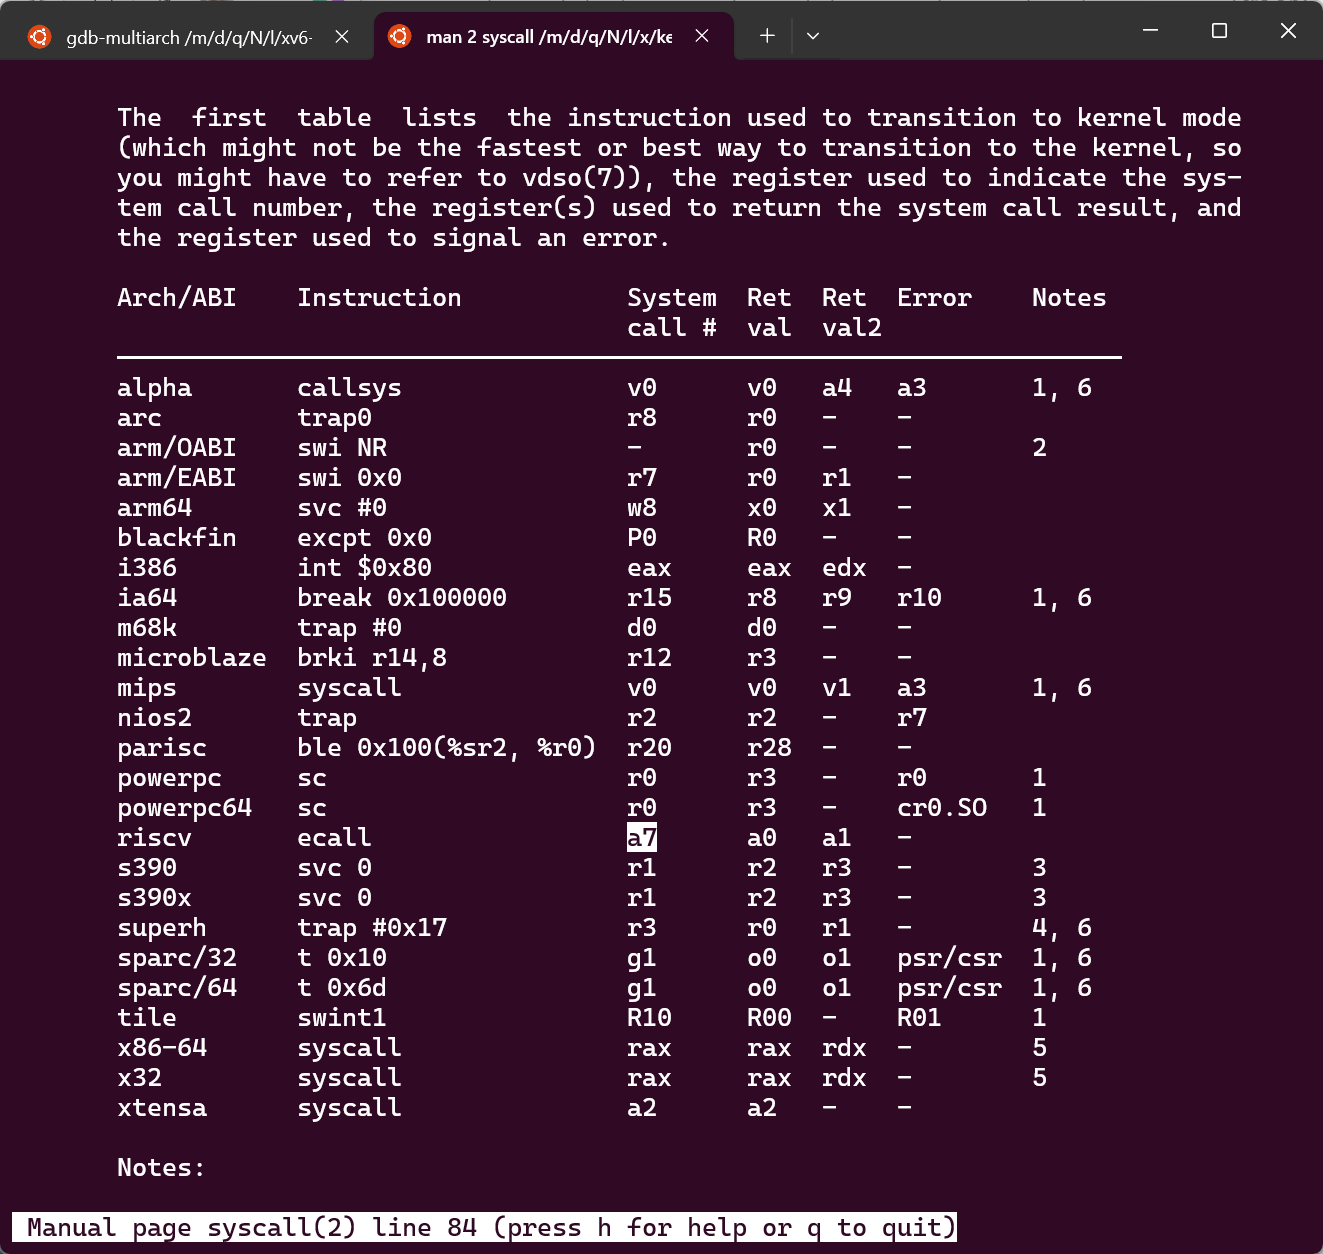 gdb-multiarch /m/d/q/N/l/xv6-
man 2 syscall /m/d/q/N/l/x/ke
The first table lists the instruction used to transition to kernel mode
(which might not be the fastest or best way to transition to the kernel, so
you might have to refer to vdso(7)), the register used to indicate the sys-
tem call number, the register(s) used to return the system call result, and
the register used to signal an error.
Arch/ABI Instruction System Ret Ret Error Notes
call # val val2
alpha callsys v0 v0 a4 a3 1, 6
arc trap0 r8 r0 - -
arm/OABI swi NR - r0 - - 2
arm/EABI swi 0x0 r7 r0 r1 -
arm64 svc #0 w8 x0 x1 -
blackfin excpt 0x0 P0 R0 - -
i386 int $0x80 eax eax edx -
ia64 break 0x100000 r15 r8 r9 r10 1, 6
m68k trap #0 d0 d0 - -
microblaze brki r14,8 r12 r3 - -
mips syscall v0 v0 v1 a3 1, 6
nios2 trap r2 r2 - r7
parisc ble 0x100(%sr2, %r0) r20 r28 - -
powerpc sc r0 r3 - r0 1
powerpc64 sc r0 r3 - cr0.SO 1
riscv ecall a7 a0 a1 -
s390 svc 0 r1 r2 r3 - 3
s390x svc 0 r1 r2 r3 - 3
superh trap #0x17 r3 r0 r1 - 4, 6
sparc/32 t 0x10 g1 o0 o1 psr/csr 1, 6
sparc/64 t 0x6d g1 o0 o1 psr/csr 1, 6
tile swint1 R10 R00 - R01 1
x86-64 syscall rax rax rdx - 5
x32 syscall rax rax rdx - 5
xtensa syscall a2 a2 - -
Notes:
Manual page syscall(2) line 84 (press h for help or q to quit)